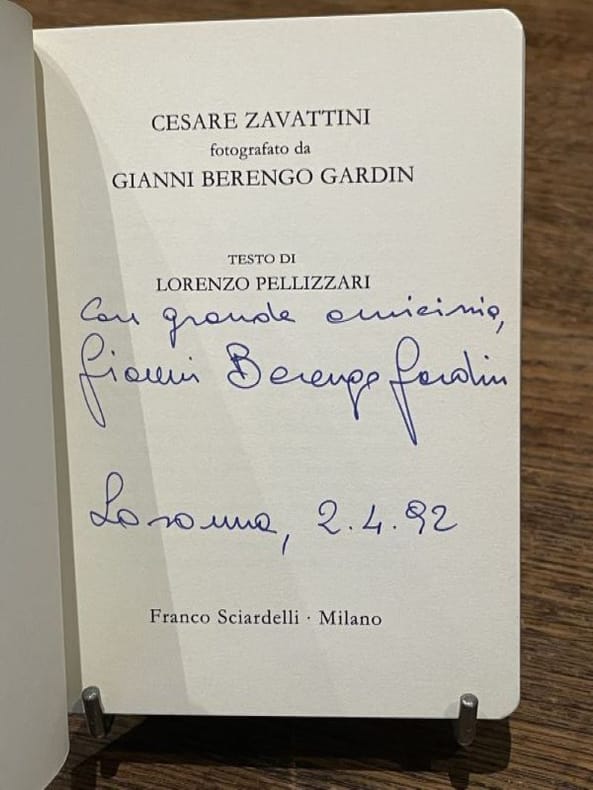 CESARE ZAVATTINI
fotografato da
GIANNI BERENGO GARDIN
TESTO DI
LORENZO PELLIZZARI
Con grande amicizia,
Gianni Berengo Gardin
Losanna, 2.4.92
Franco Sciardelli · Milano